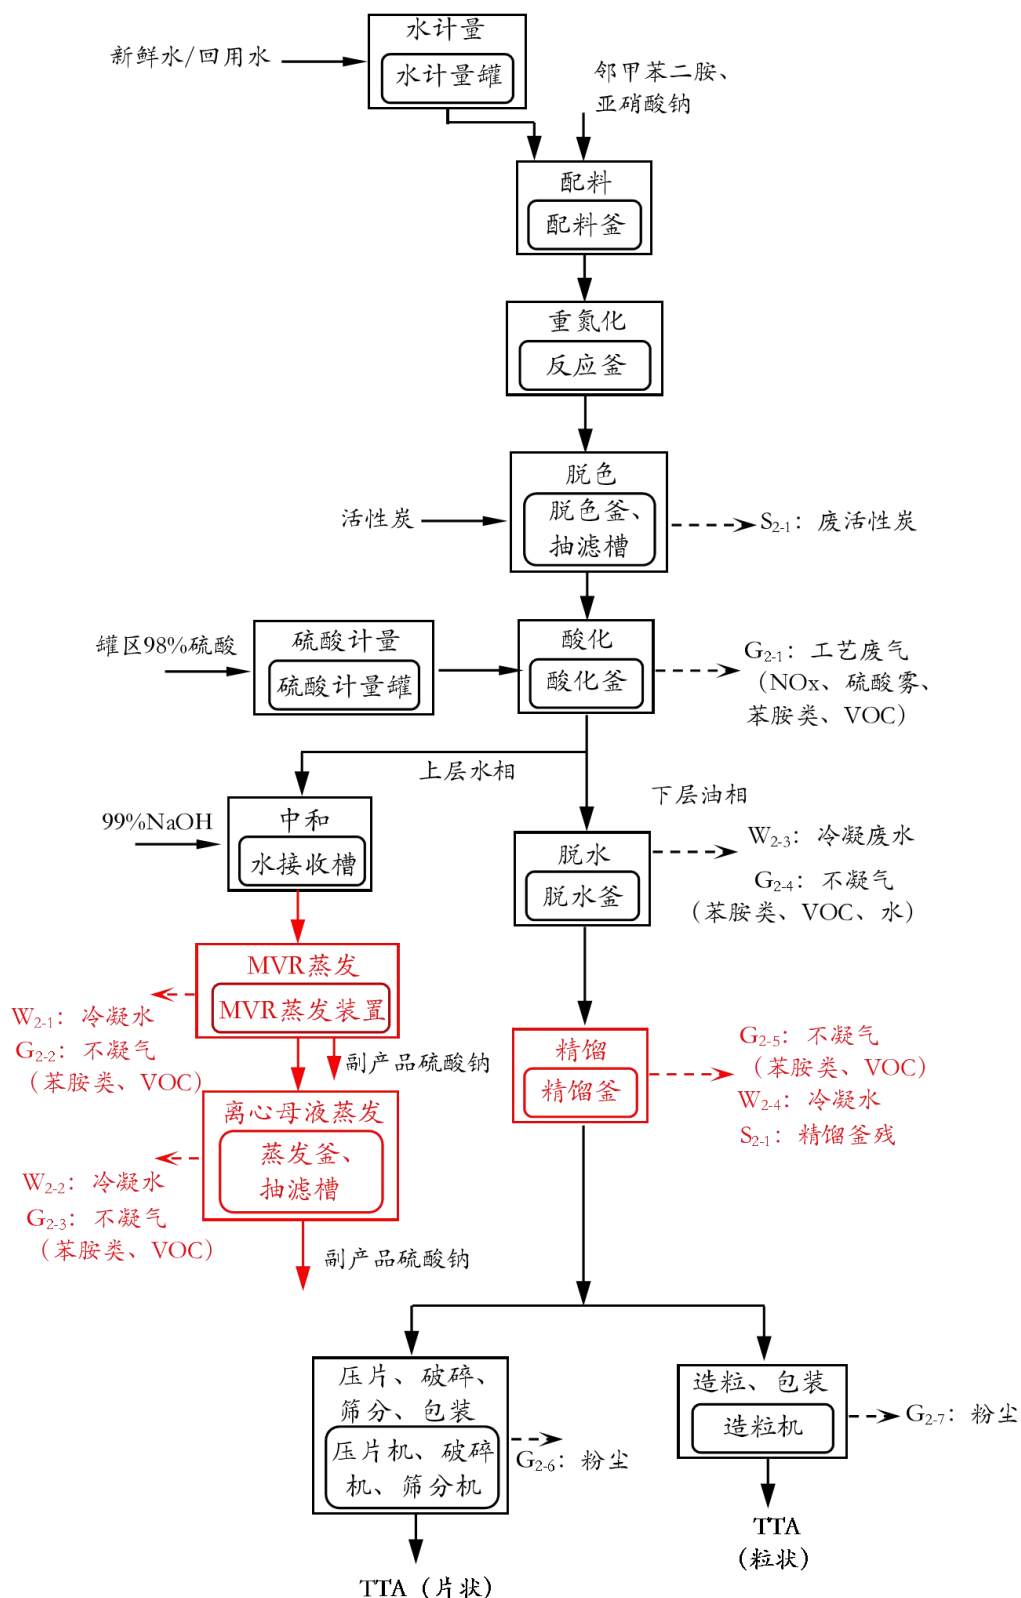 水计量
新鲜水/回用水
水计量罐
邻甲苯二胺、
亚硝酸钠
配料
配料釜
重氮化
反应釜
脱色
活性炭
脱色釜、
抽滤槽
S2-1：废活性炭
罐区98%硫酸
硫酸计量
硫酸计量罐
酸化
酸化釜
G2-1：工艺废气
（NOx、硫酸雾、
苯胺类、VOC）
上层水相
下层油相
99%NaOH
中和
水接收槽
脱水
脱水釜
W2-3：冷凝废水
G2-4：不凝气
（苯胺类、VOC、水）
MVR蒸发
MVR蒸发装置
W2-1：冷凝水
G2-2：不凝气
（苯胺类、VOC）
副产品硫酸钠
精馏
精馏釜
G2-5：不凝气
（苯胺类、VOC）
W2-4：冷凝水
S2-1：精馏釜残
离心母液蒸发
蒸发釜、
抽滤槽
W2-2：冷凝水
G2-3：不凝气
（苯胺类、VOC）
副产品硫酸钠
压片、破碎、
筛分、包装
压片机、破碎
机、筛分机
G2-6：粉尘
造粒、包装
造粒机
G2-7：粉尘
TTA
（粒状）
TTA（片状）